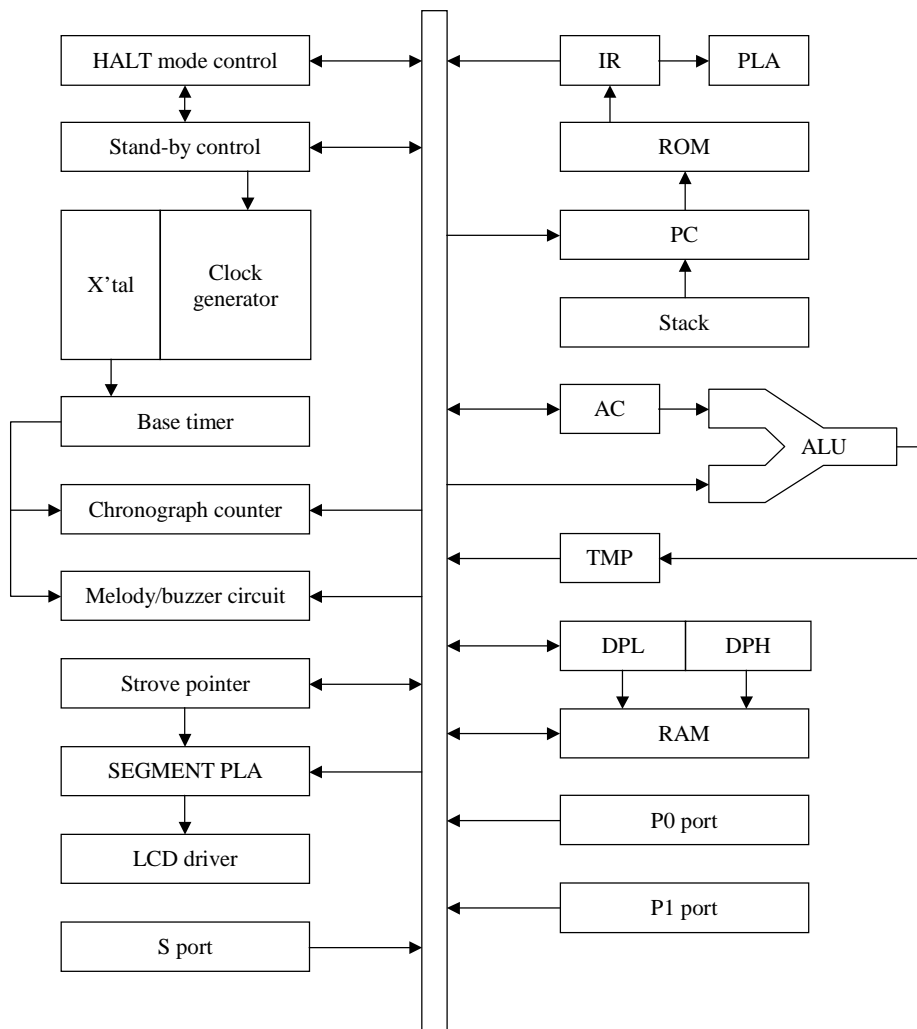 HALT mode control
Stand-by control
X'tal
Clock
generator
Base timer
Chronograph counter
Melody/buzzer circuit
Strove pointer
SEGMENT PLA
LCD driver
S port
IR
PLA
ROM
PC
Stack
AC
ALU
TMP
DPL
DPH
RAM
P0 port
P1 port